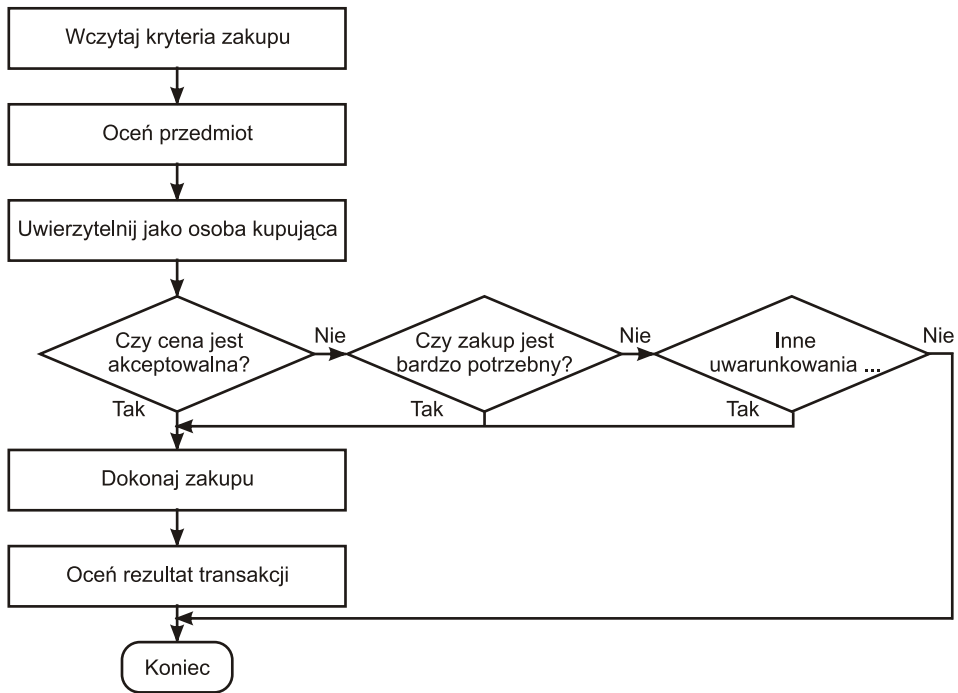 Wczytaj kryteria zakupu
Oceń przedmiot
Uwierzytelnij jako osoba kupująca
Czy cena jest
akceptowalna?
Nie
Czy zakup jest
bardzo potrzebny?
Nie
Inne
uwarunkowania ...
Nie
Tak
Tak
Tak
Dokonaj zakupu
Oceń rezultat transakcji
Koniec